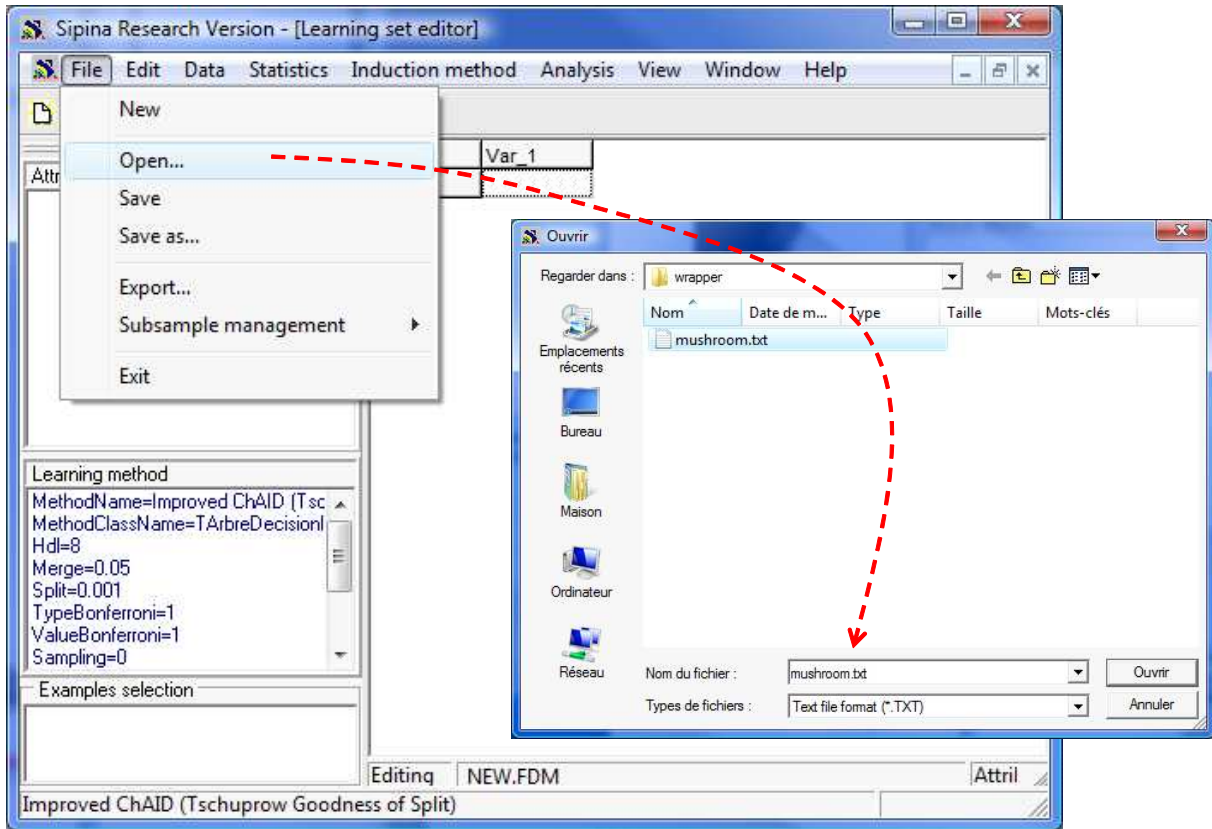 Sipina Research Version - [Learning set editor]
File Edit Data Statistics Induction method Analysis View Window Help
New
Open...
Save
Save as...
Export...
Subsample management
Exit
Var_1
Attr
Learning method
MethodName=Improved ChAID (Tsc
MethodClassName=TArbreDecisionI
Hdl=8
Merge=0.05
Split=0.001
TypeBonferroni=1
ValueBonferroni=1
Sampling=0
Examples selection
Editing NEW.FDM Attril
Improved ChAID (Tschuprow Goodness of Split)
Ouvrir
Regarder dans : wrapper
Nom Date de m... Type Taille Mots-clés
mushroom.txt
Emplacements
récents
Bureau
Maison
Ordinateur
Réseau
Nom du fichier : mushroom.txt Ouvrir
Types de fichiers : Text file format (*.TXT) Annuler